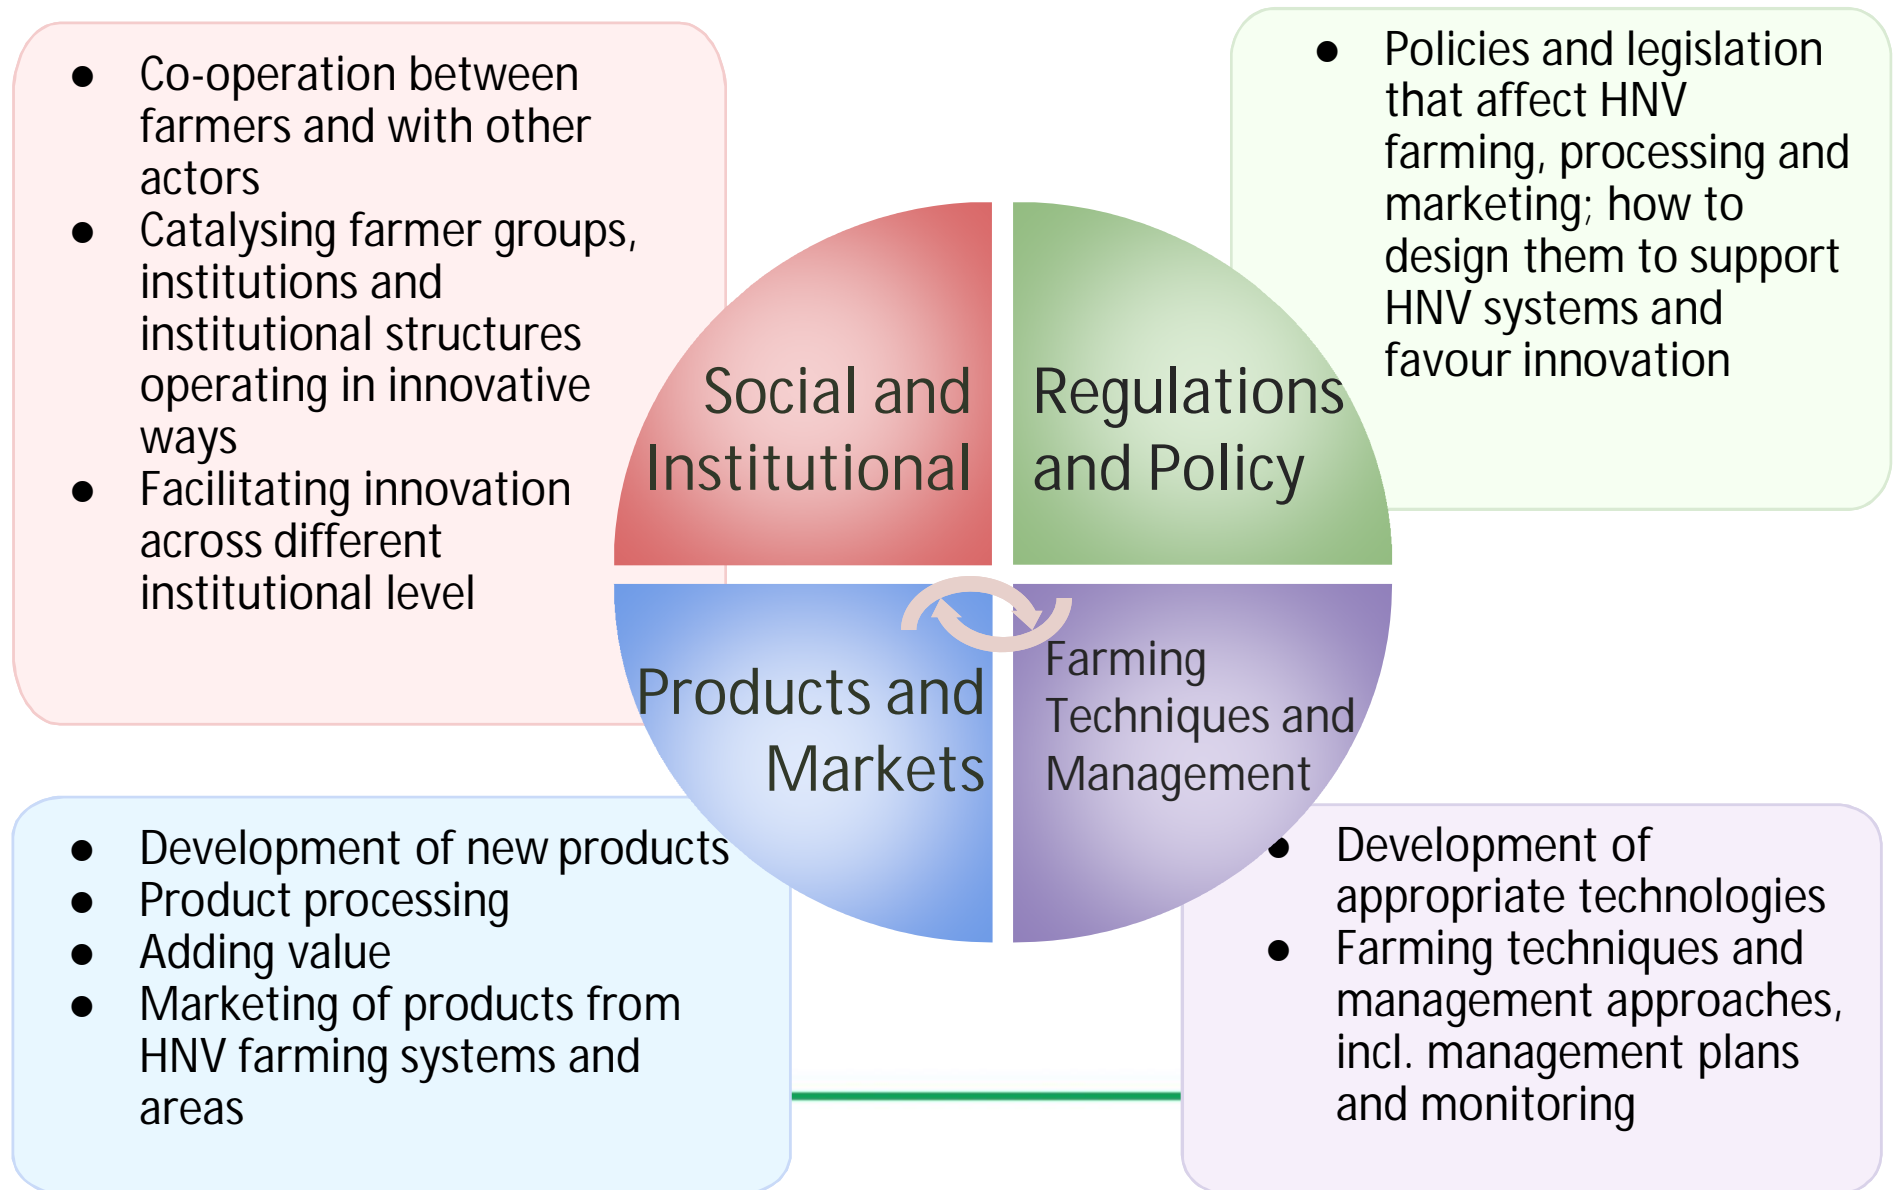 ● Co-operation between
farmers and with other
actors
● Catalysing farmer groups,
institutions and
institutional structures
operating in innovative
ways
● Facilitating innovation
across different
institutional level
● Policies and legislation
that affect HNV
farming, processing and
marketing; how to
design them to support
HNV systems and
favour innovation
Social and
Institutional
Regulations
and Policy
Products and
Markets
Farming
Techniques and
Management
● Development of new products
● Product processing
● Adding value
● Marketing of products from
HNV farming systems and
areas
● Development of
appropriate technologies
● Farming techniques and
management approaches,
incl. management plans
and monitoring